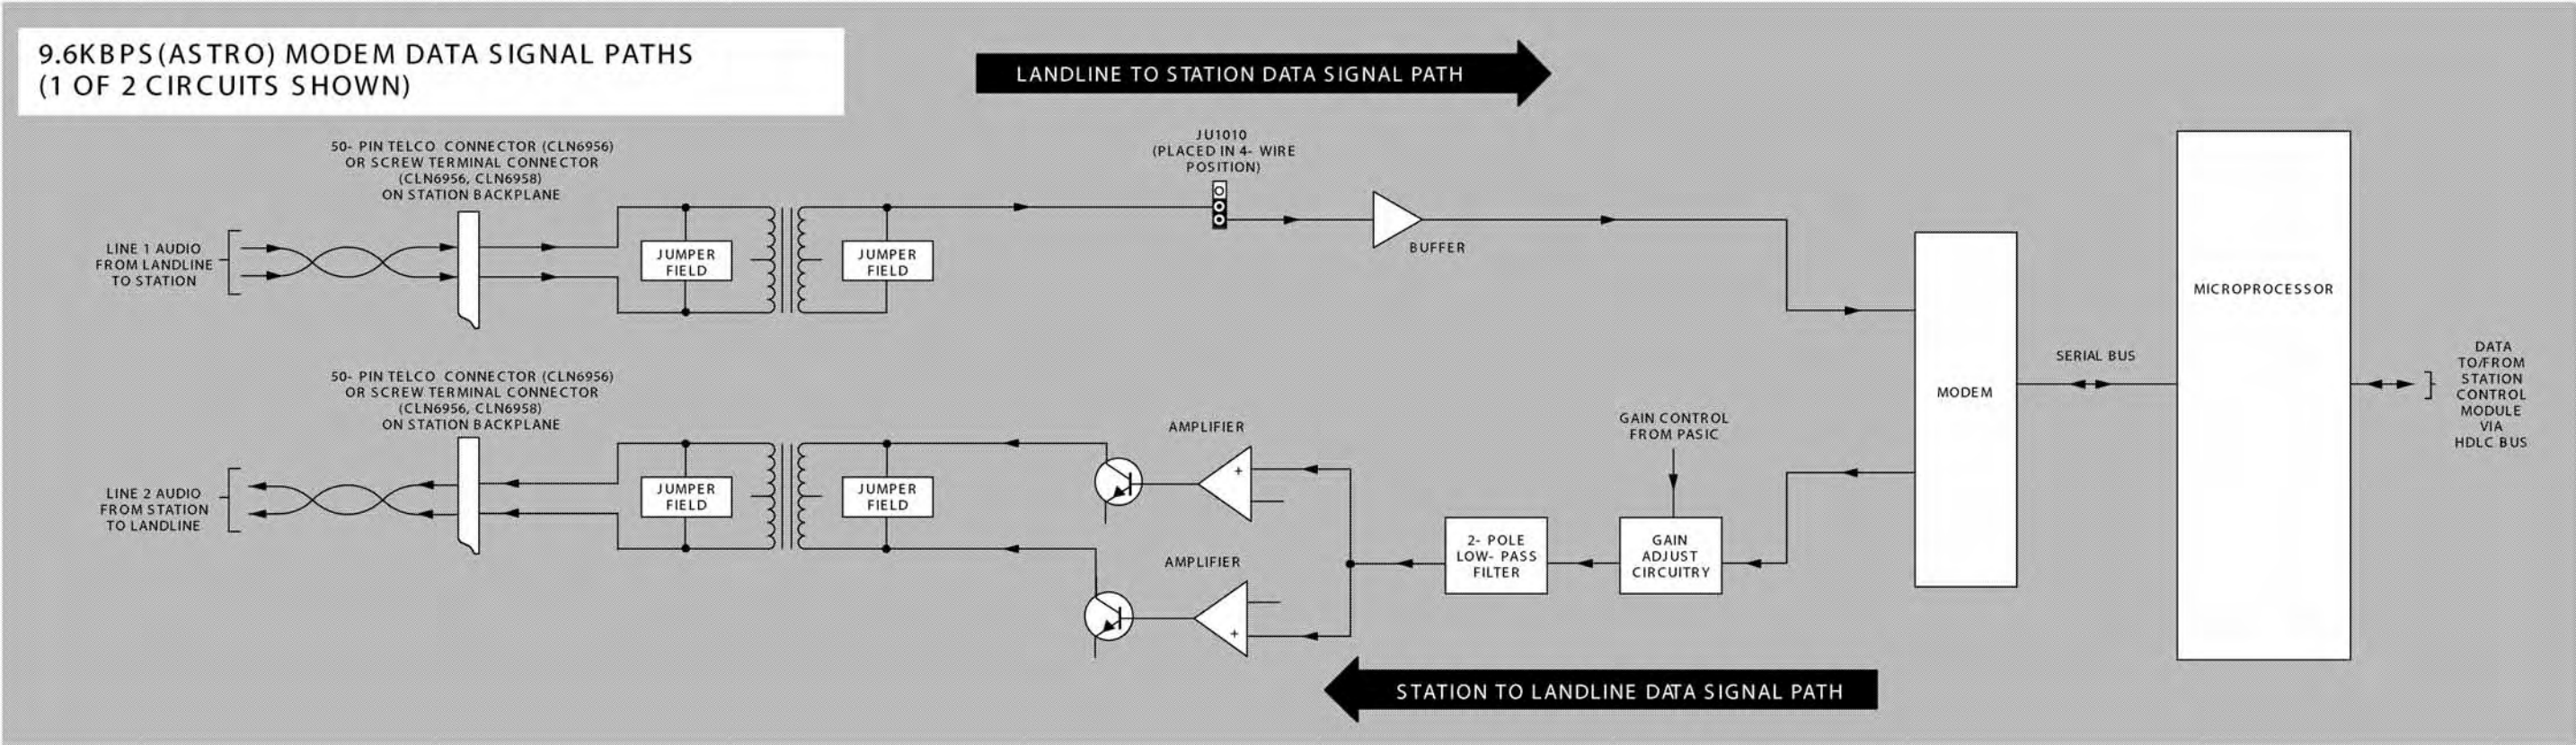 9.6KBPS (ASTRO) MODEM DATA SIGNAL PATHS
(1 OF 2 CIRCUITS SHOWN)
LANDLINE TO STATION DATA SIGNAL PATH
50- PIN TELCO CONNECTOR (CLN6956)
OR SCREW TERMINAL CONNECTOR
(CLN6956, CLN6958)
ON STATION BACKPLANE
JU1010
(PLACED IN 4- WIRE
POSITION)
LINE 1 AUDIO
FROM LANDLINE
TO STATION
JUMPER
FIELD
JUMPER
FIELD
BUFFER
MICROPROCESSOR
MODEM
SERIAL BUS
DATA
TO/FROM
STATION
CONTROL
MODULE
VIA
HDLC BUS
50- PIN TELCO CONNECTOR (CLN6956)
OR SCREW TERMINAL CONNECTOR
(CLN6956, CLN6958)
ON STATION BACKPLANE
LINE 2 AUDIO
FROM STATION
TO LANDLINE
JUMPER
FIELD
JUMPER
FIELD
AMPLIFIER
+
AMPLIFIER
+
2- POLE
LOW- PASS
FILTER
GAIN CONTROL
FROM PASIC
GAIN
ADJUST
CIRCUITRY
STATION TO LANDLINE DATA SIGNAL PATH